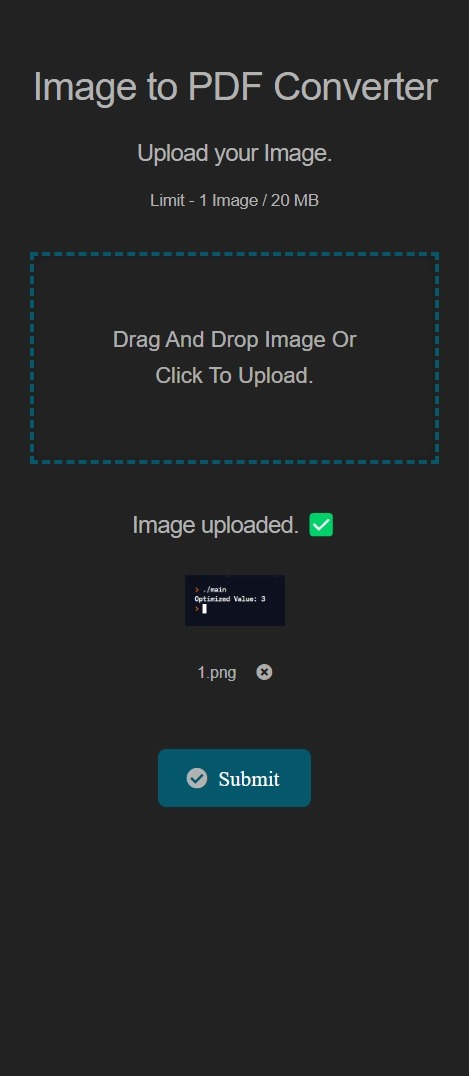 Image to PDF Converter
Upload your Image.
Limit - 1 Image / 20 MB
Drag And Drop Image Or
Click To Upload.
Image uploaded. ✅
> ./main
Optimized Value: 3
>
1.png
Submit